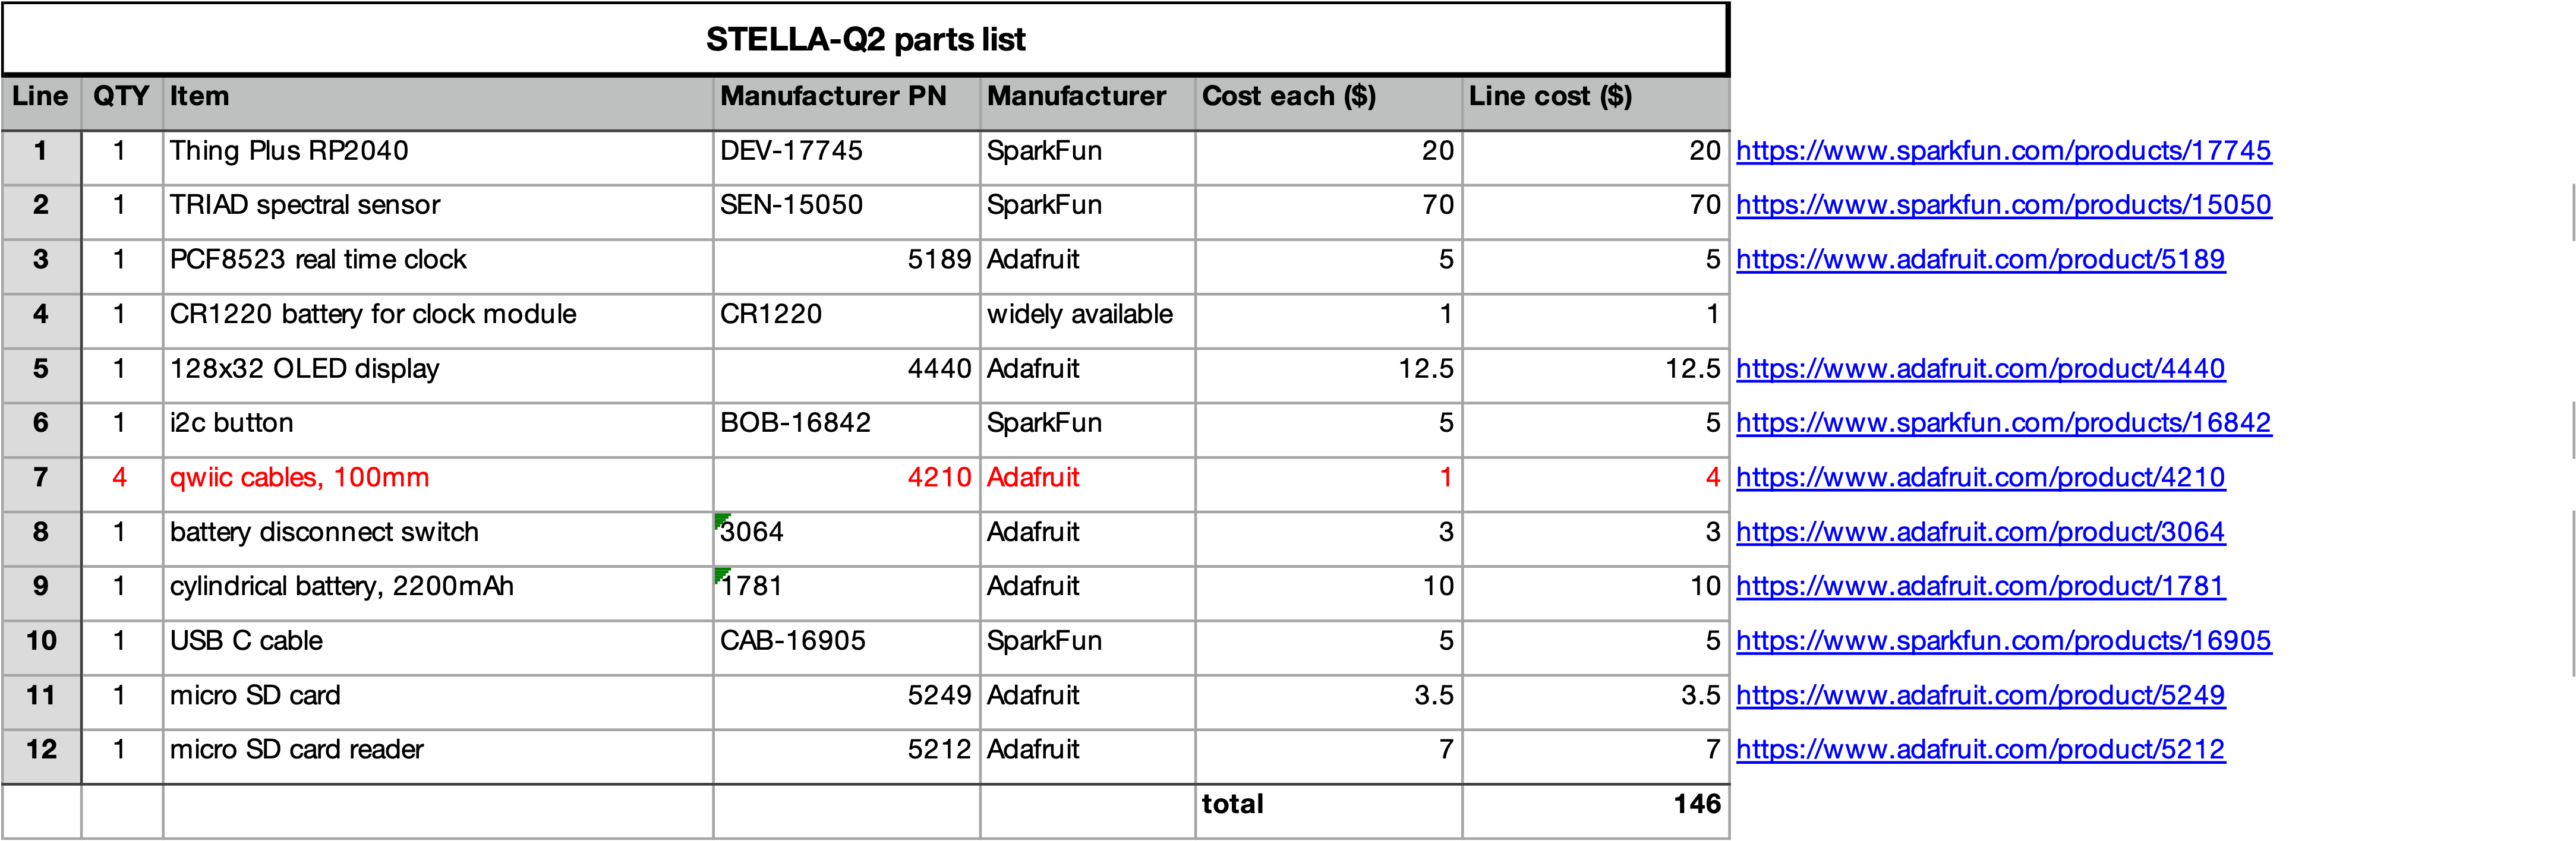 STELLA-Q2 parts list
Line QTY Item Manufacturer PN Manufacturer Cost each ($) Line cost ($)
1 1 Thing Plus RP2040 DEV-17745 SparkFun 20 20 https://www.sparkfun.com/products/17745
2 1 TRIAD spectral sensor SEN-15050 SparkFun 70 70 https://www.sparkfun.com/products/15050
3 1 PCF8523 real time clock 5189 Adafruit 5 5 https://www.adafruit.com/product/5189
4 1 CR1220 battery for clock module CR1220 widely available 1 1
5 1 128x32 OLED display 4440 Adafruit 12.5 12.5 https://www.adafruit.com/product/4440
6 1 i2c button BOB-16842 SparkFun 5 5 https://www.sparkfun.com/products/16842
7 4 qwiic cables, 100mm 4210 Adafruit 1 4 https://www.adafruit.com/product/4210
8 1 battery disconnect switch 3064 Adafruit 3 3 https://www.adafruit.com/product/3064
9 1 cylindrical battery, 2200mAh 1781 Adafruit 10 10 https://www.adafruit.com/product/1781
10 1 USB C cable CAB-16905 SparkFun 5 5 https://www.sparkfun.com/products/16905
11 1 micro SD card 5249 Adafruit 3.5 3.5 https://www.adafruit.com/product/5249
12 1 micro SD card reader 5212 Adafruit 7 7 https://www.adafruit.com/product/5212
total 146